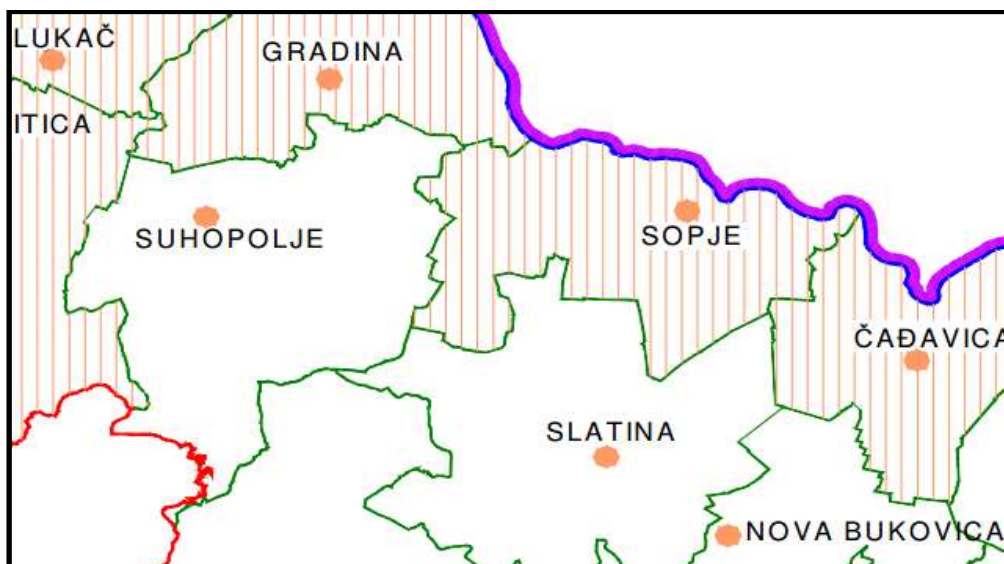 LUKAČ
GRADINA
ITICA
SUHOPOLJE
SOPJE
ČAĐAVICA
SLATINA
NOVA BUKOVICA